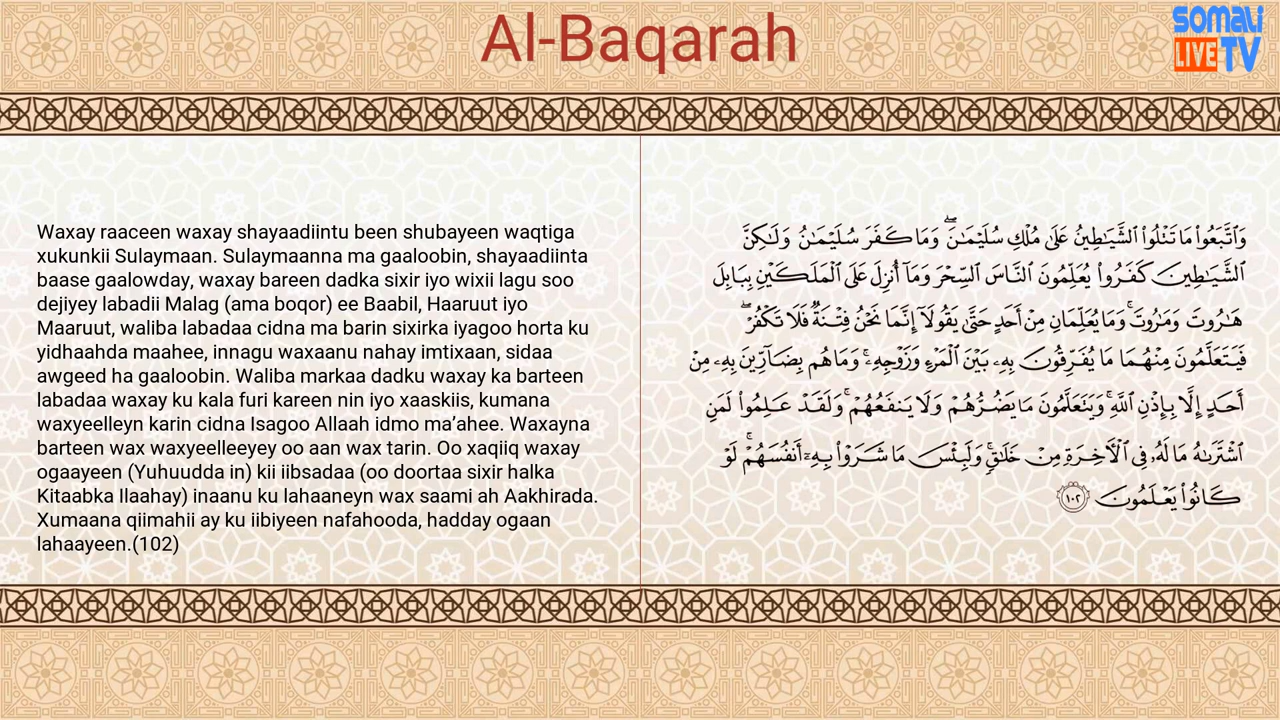 Al-Baqarah
SOMALI
LIVE TV
Waxay raaceen waxay shayaadiintu been shubayeen waqtiga
xukunkii Sulaymaan. Sulaymaanna ma gaaloobin, shayaadiinta
baase gaalowday, waxay bareen dadka sixir iyo wixii lagu soo
dejiyey labadii Malag (ama boqor) ee Baabil, Haaruut iyo
Maaruut, waliba labadaa cidna ma barin sixirka iyagoo horta ku
yidhaahda maahee, innagu waxaanu nahay imtixaan, sidaa
awgeed ha gaaloobin. Waliba markaa dadku waxay ka barteen
labadaa waxay ku kala furi kareen nin iyo xaaskiis, kumana
waxyeelleyn karin cidna Isagoo Allaah idmo ma’ahee. Waxayna
barteen wax waxyeelleeyey oo aan wax tarin. Oo xaqiiq waxay
ogaayeen (Yuhuudda in) kii iibsadaa (oo doortaa sixir halka
Kitaabka Ilaahay) inaanu ku lahaaneyn wax saami ah Aakhirada.
Xumaana qiimahii ay ku iibiyeen nafahooda, hadday ogaan
lahaayeen.(102)
وَٱتَّبَعُوا۟ مَا تَتْلُوا۟ ٱلشَّيَـٰطِينُ عَلَىٰ مُلْكِ سُلَيْمَـٰنَ ۖ وَمَا كَفَرَ سُلَيْمَـٰنُ وَلَـٰكِنَّ
ٱلشَّيَـٰطِينَ كَفَرُوا۟ يُعَلِّمُونَ ٱلنَّاسَ ٱلسِّحْرَ وَمَآ أُنزِلَ عَلَى ٱلْمَلَكَيْنِ بِبَابِلَ
هَـٰرُوتَ وَمَـٰرُوتَ ۚ وَمَا يُعَلِّمَانِ مِنْ أَحَدٍ حَتَّىٰ يَقُولَآ إِنَّمَا نَحْنُ فِتْنَةٌ فَلَا تَكْفُرْ ۖ
فَيَتَعَلَّمُونَ مِنْهُمَا مَا يُفَرِّقُونَ بِهِۦ بَيْنَ ٱلْمَرْءِ وَزَوْجِهِۦ ۚ وَمَا هُم بِضَآرِّينَ بِهِۦ مِنْ
أَحَدٍ إِلَّا بِإِذْنِ ٱللَّهِ ۚ وَيَتَعَلَّمُونَ مَا يَضُرُّهُمْ وَلَا يَنفَعُهُمْ ۚ وَلَقَدْ عَلِمُوا۟ لَمَنِ
ٱشْتَرَىٰهُ مَا لَهُۥ فِى ٱلْـَٔاخِرَةِ مِنْ خَلَـٰقٍ ۚ وَلَبِئْسَ مَا شَرَوْا۟ بِهِۦٓ أَنفُسَهُمْ ۚ لَوْ
كَانُوا۟ يَعْلَمُونَ ١٠٢